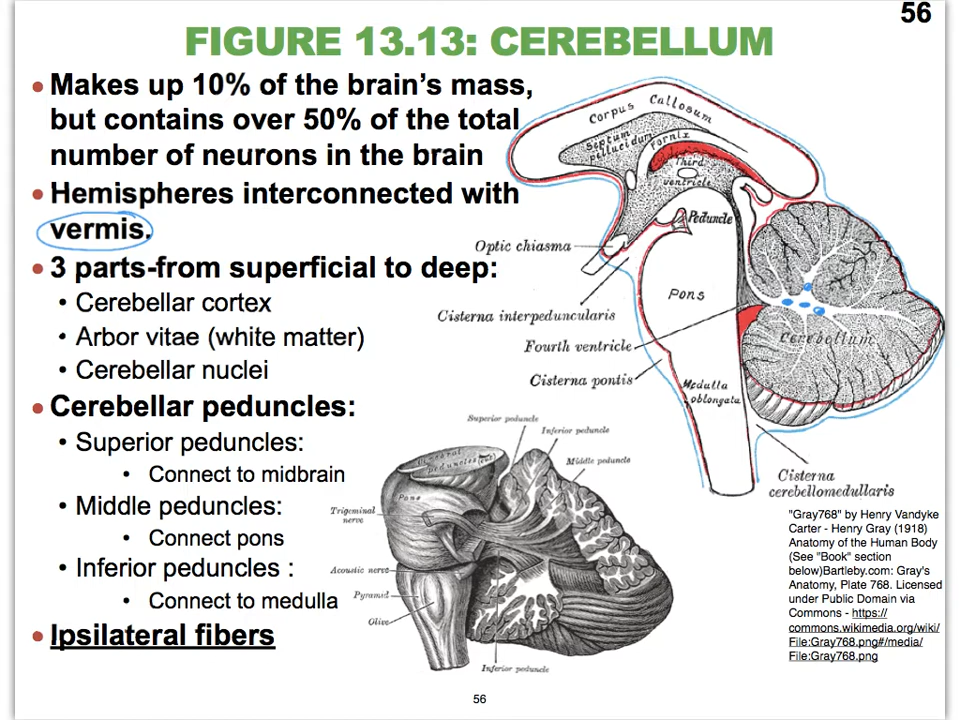 56
FIGURE 13.13: CEREBELLUM
• Makes up 10% of the brain's mass,
but contains over 50% of the total
number of neurons in the brain
• Hemispheres interconnected with
vermis.
• 3 parts-from superficial to deep:
• Cerebellar cortex
• Arbor vitae (white matter)
• Cerebellar nuclei
• Cerebellar peduncles:
• Superior peduncles:
• Connect to midbrain
• Middle peduncles:
• Connect pons
• Inferior peduncles :
• Connect to medulla
• Ipsilateral fibers
Corpus Callosum
Septum
pellucidum
Fornix
Third
ventricle
Peduncle
Optic chiasma
Pons
Cisterna interpeduncularis
Fourth ventricle
Cerebellum
Cisterna pontis
Medulla
oblongata
Cisterna
cerebellomedullaris
Superior peduncle
Inferior peduncle
Middle peduncle
peduncles (cut)
Pons
Trigeminal
nerve
Acoustic nerve
Pyramid
Olive
Inferior peduncle
"Gray768" by Henry Vandyke
Carter - Henry Gray (1918)
Anatomy of the Human Body
(See "Book" section
below)Bartleby.com: Gray's
Anatomy, Plate 768. Licensed
under Public Domain via
Commons - https://
commons.wikimedia.org/wiki/
File:Gray768.png#/media/
File:Gray768.png
56